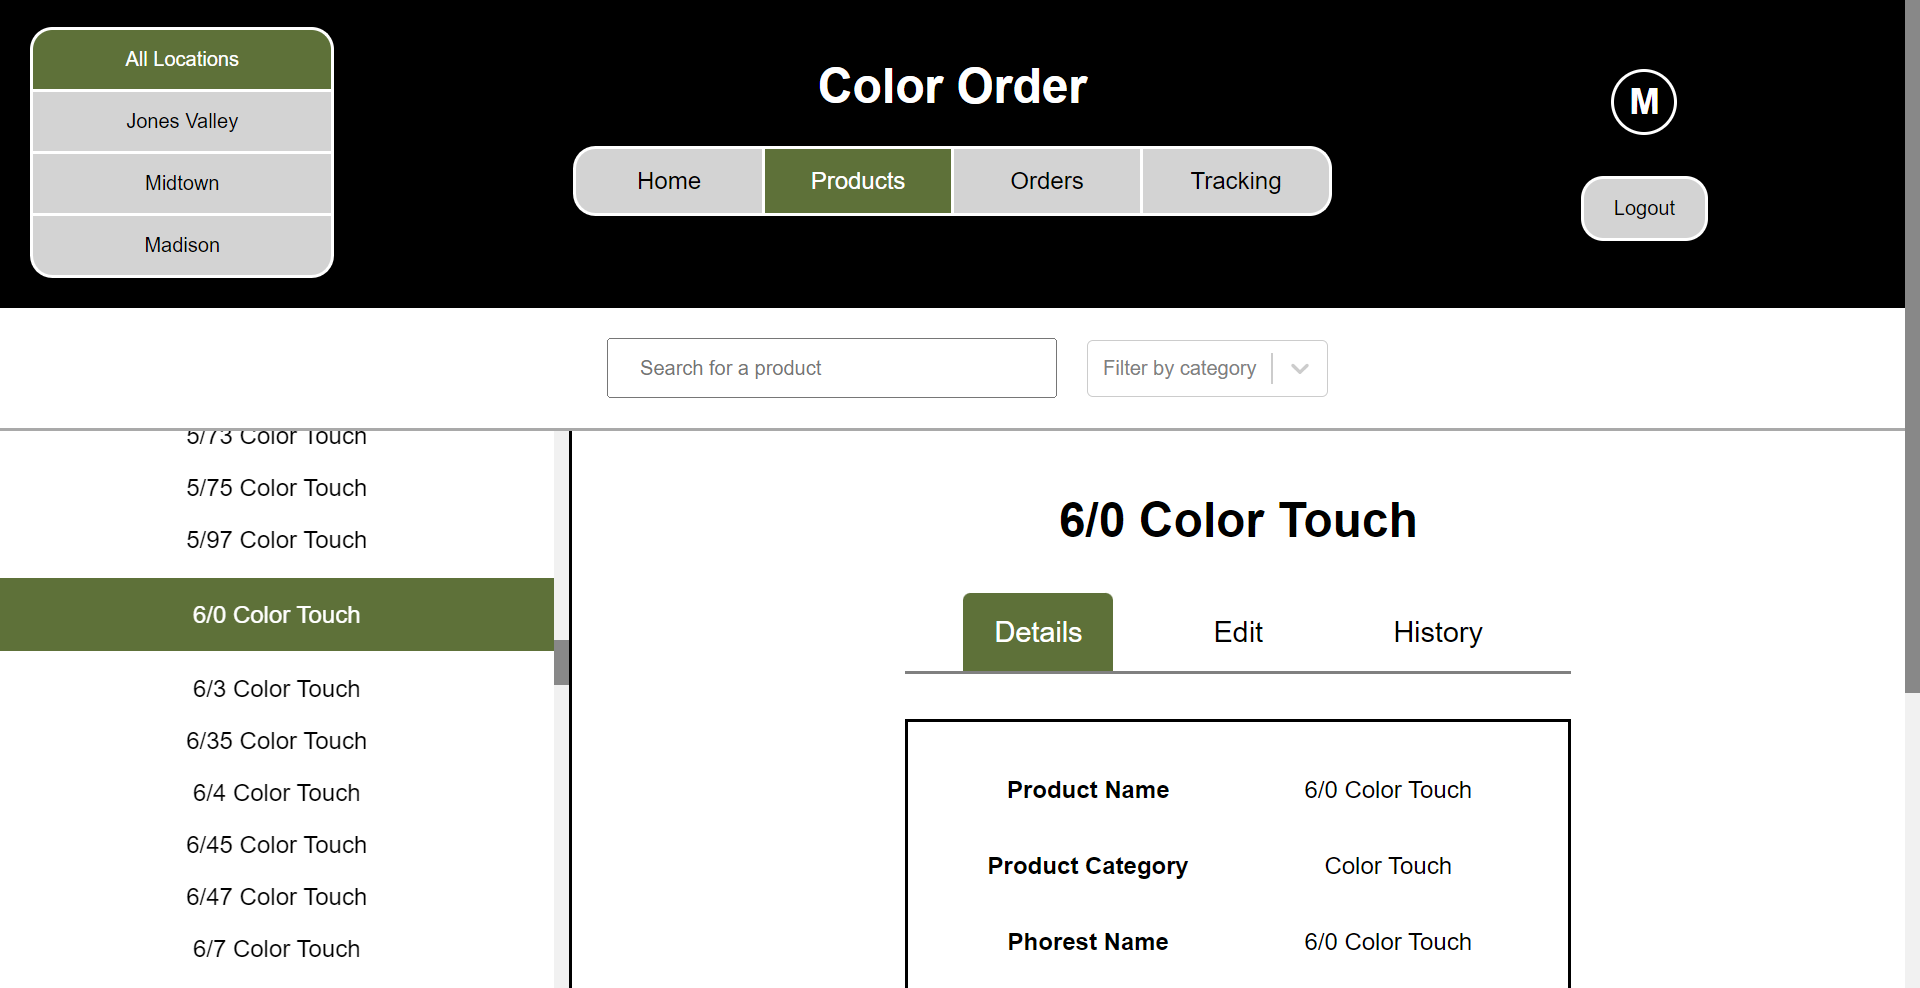 All Locations
Jones Valley
Midtown
Madison
Color Order
Home Products Orders Tracking
M
Logout
Search for a product
Filter by category
5/73 Color Touch
5/75 Color Touch
5/97 Color Touch
6/0 Color Touch
6/3 Color Touch
6/35 Color Touch
6/4 Color Touch
6/45 Color Touch
6/47 Color Touch
6/7 Color Touch
6/0 Color Touch
Details Edit History
Product Name 6/0 Color Touch
Product Category Color Touch
Phorest Name 6/0 Color Touch